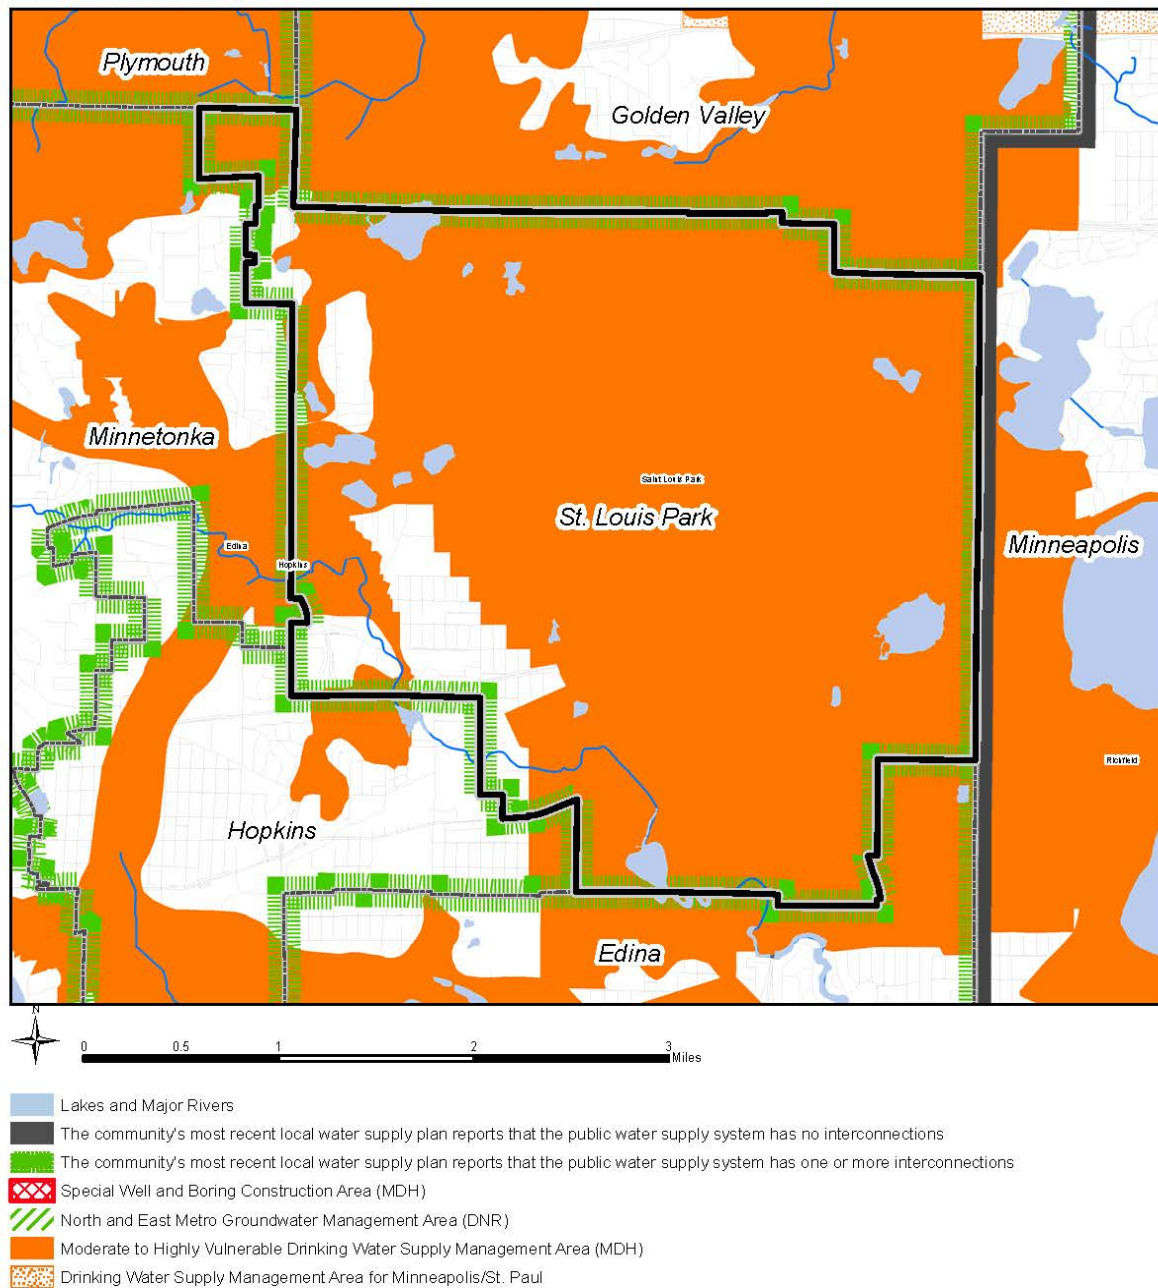 Plymouth
Golden Valley
Minnetonka
Saint Louis Park
St. Louis Park
Minneapolis
Edina
Hopkins
Richfield
Hopkins
Edina
N
0 0.5 1 2 3
Miles
Lakes and Major Rivers
The community's most recent local water supply plan reports that the public water supply system has no interconnections
The community's most recent local water supply plan reports that the public water supply system has one or more interconnections
Special Well and Boring Construction Area (MDH)
North and East Metro Groundwater Management Area (DNR)
Moderate to Highly Vulnerable Drinking Water Supply Management Area (MDH)
Drinking Water Supply Management Area for Minneapolis/St. Paul